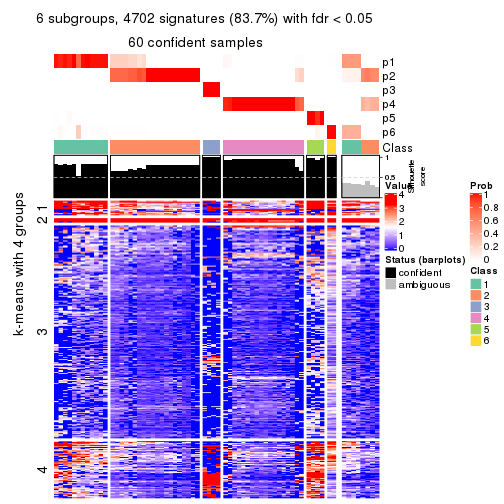 6 subgroups, 4702 signatures (83.7%) with fdr < 0.05
60 confident samples
p1
p2
p3
p4
p5
p6
Class
1
0.5
0
Silhouette
score
k-means with 4 groups
1
2
3
4
Value
4
3
2
1
0
Status (barplots)
confident
ambiguous
Prob
1
0.8
0.6
0.4
0.2
0
Class
1
2
3
4
5
6